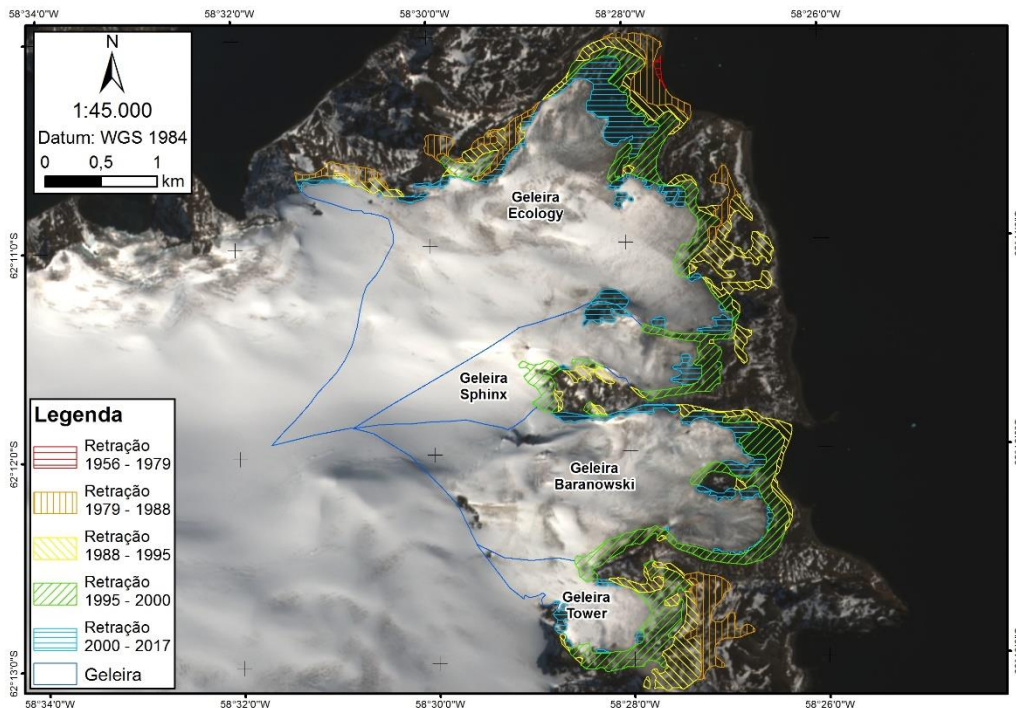 58°34'0"W 58°32'0"W 58°30'0"W 58°28'0"W 58°26'0"W
N
1:45.000
Datum: WGS 1984
0 0,5 1
km
Geleira
Ecology
62°11'0"S
Geleira
Sphinx
Geleira
Baranowski
62°12'0"S
Geleira
Tower
62°13'0"S
Legenda
Retração
1956 - 1979
Retração
1979 - 1988
Retração
1988 - 1995
Retração
1995 - 2000
Retração
2000 - 2017
Geleira
58°34'0"W 58°32'0"W 58°30'0"W 58°28'0"W 58°26'0"W